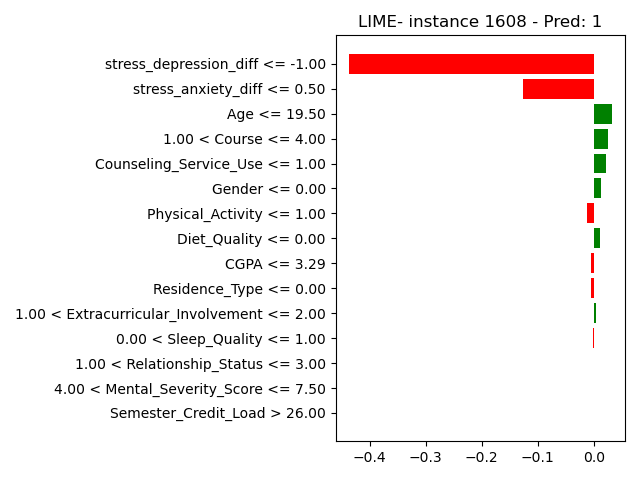 LIME- instance 1608 - Pred: 1
stress_depression_diff <= -1.00
stress_anxiety_diff <= 0.50
Age <= 19.50
1.00 < Course <= 4.00
Counseling_Service_Use <= 1.00
Gender <= 0.00
Physical_Activity <= 1.00
Diet_Quality <= 0.00
CGPA <= 3.29
Residence_Type <= 0.00
1.00 < Extracurricular_Involvement <= 2.00
0.00 < Sleep_Quality <= 1.00
1.00 < Relationship_Status <= 3.00
4.00 < Mental_Severity_Score <= 7.50
Semester_Credit_Load > 26.00
−0.4 −0.3 −0.2 −0.1 0.0